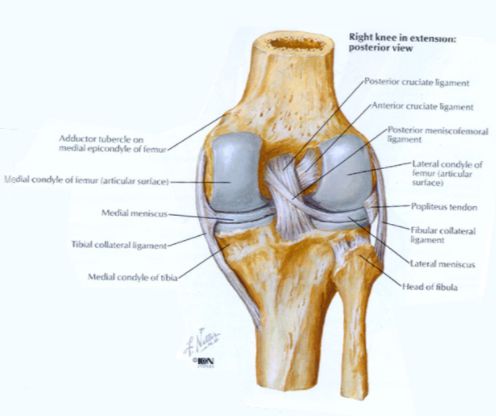 Right knee in extension:
posterior view
Posterior cruciate ligament
Anterior cruciate ligament
Posterior meniscofemoral
ligament
Lateral condyle of
femur (articular
surface)
Popliteus tendon
Fibular collateral
ligament
Lateral meniscus
Head of fibula
Adductor tubercle on
medial epicondyle of femur
Medial condyle of femur (articular surface)
Medial meniscus
Tibial collateral ligament
Medial condyle of tibia
F. Netter